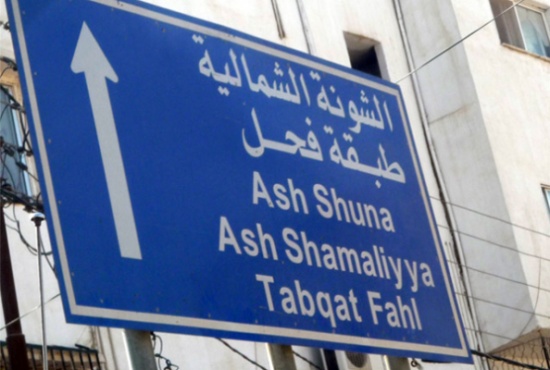 الشونة الشمالية
طبقة فحل
Ash Shuna
Ash Shamaliyya
Tabqat Fahl